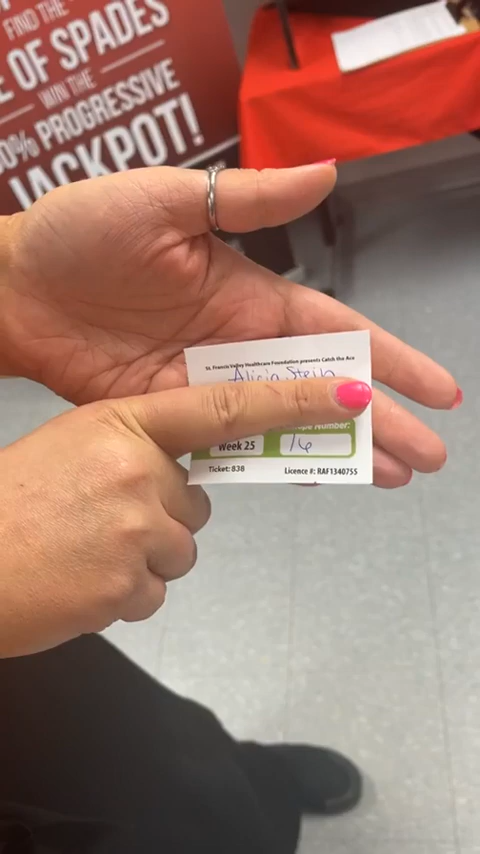 FIND THE
E OF SPADES
WIN THE
0% PROGRESSIVE
JACKPOT!
St. Francis Valley Healthcare Foundation presents Catch the Ace
Alicia Stein
ope Number:
Week 25
16
Ticket: 838
Licence #: RAF1340755